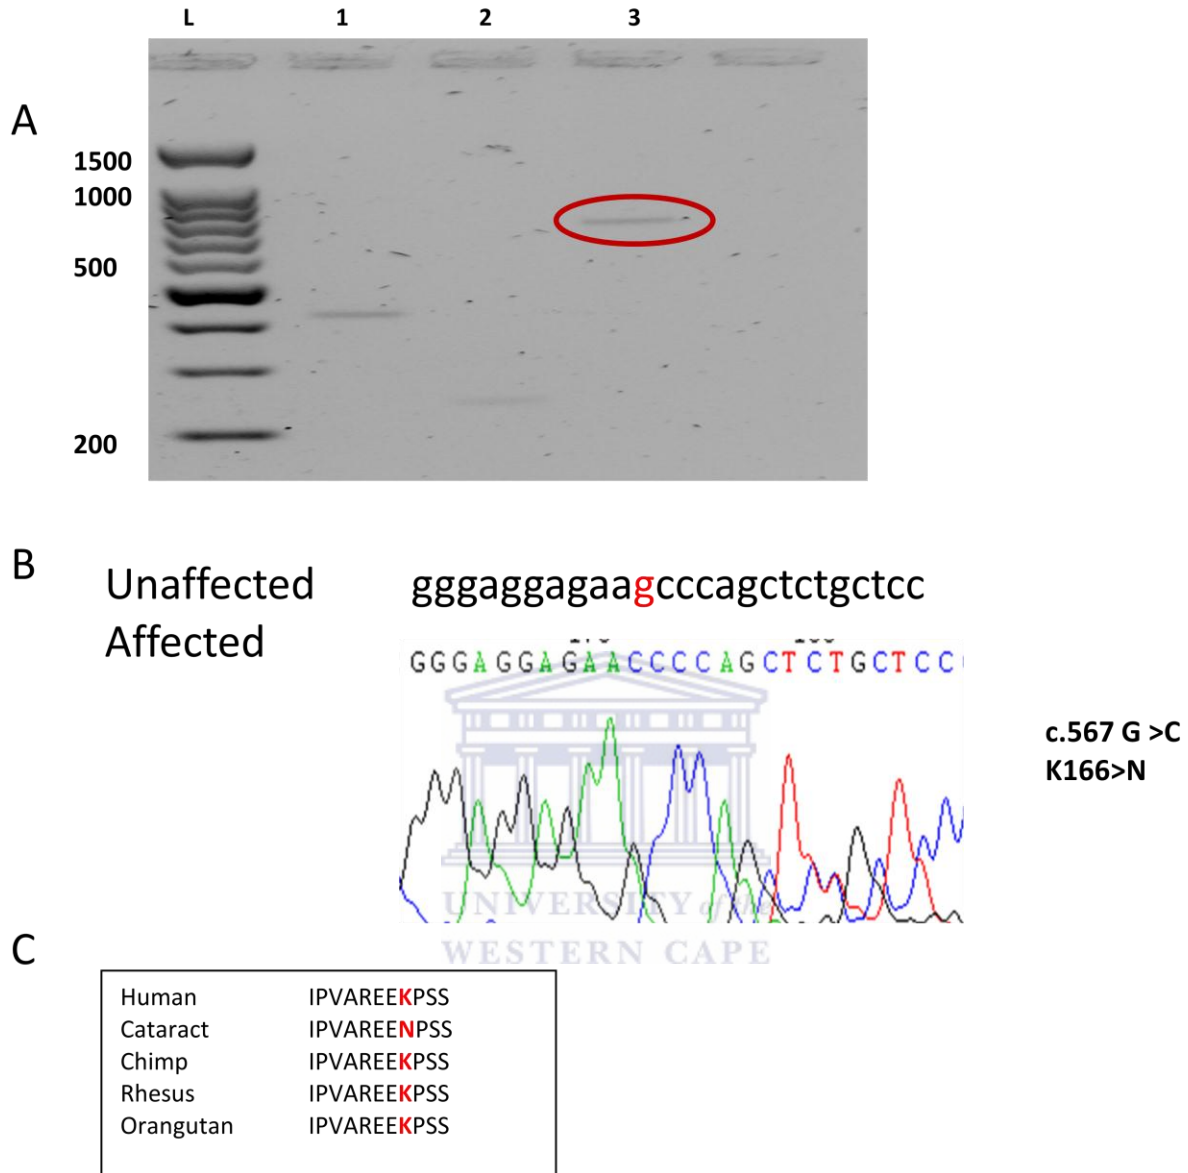 L 1 2 3
A
1500
1000
500
200
B
Unaffected gggaggagaagcccagctctgctcc
Affected
GGGAGGAGAACCCCAGCTCTGCTCC
c.567 G >C
K166>N
UNIVERSITY of the
WESTERN CAPE
C
Human IPVAREEKPSS
Cataract IPVAREENPSS
Chimp IPVAREEKPSS
Rhesus IPVAREEKPSS
Orangutan IPVAREEKPSS